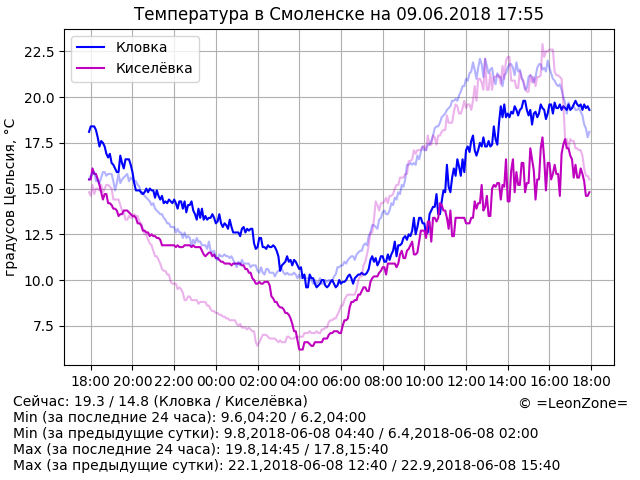 Температура в Смоленске на 09.06.2018 17:55
Кловка
Киселёвка
градусов Цельсия, °C
22.5
20.0
17.5
15.0
12.5
10.0
7.5
18:00 20:00 22:00 00:00 02:00 04:00 06:00 08:00 10:00 12:00 14:00 16:00 18:00
Сейчас: 19.3 / 14.8 (Кловка / Киселёвка)
© =LeonZone=
Min (за последние 24 часа): 9.6,04:20 / 6.2,04:00
Min (за предыдущие сутки): 9.8,2018-06-08 04:40 / 6.4,2018-06-08 02:00
Max (за последние 24 часа): 19.8,14:45 / 17.8,15:40
Max (за предыдущие сутки): 22.1,2018-06-08 12:40 / 22.9,2018-06-08 15:40